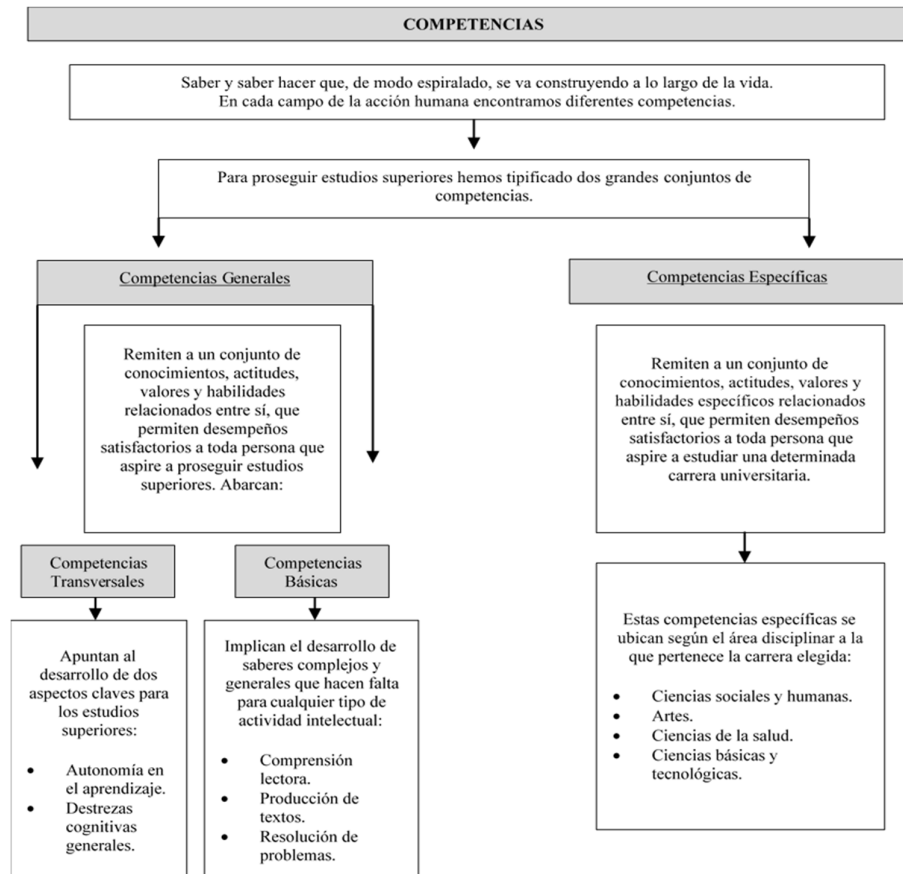 COMPETENCIAS
Saber y saber hacer que, de modo espiralado, se va construyendo a lo largo de la vida.
En cada campo de la acción humana encontramos diferentes competencias.
Para proseguir estudios superiores hemos tipificado dos grandes conjuntos de
competencias.
Competencias Generales
Remiten a un conjunto de
conocimientos, actitudes,
valores y habilidades
relacionados entre sí, que
permiten desempeños
satisfactorios a toda persona que
aspire a proseguir estudios
superiores. Abarcan:
Competencias
Transversales
Apuntan al
desarrollo de dos
aspectos claves para
los estudios
superiores:
• Autonomía en
el aprendizaje.
• Destrezas
cognitivas
generales.
Competencias
Básicas
Implican el desarrollo de
saberes complejos y
generales que hacen falta
para cualquier tipo de
actividad intelectual:
• Comprensión
lectora.
• Producción de
textos.
• Resolución de
problemas.
Competencias Específicas
Remiten a un conjunto de
conocimientos, actitudes, valores y
habilidades específicos relacionados
entre sí, que permiten desempeños
satisfactorios a toda persona que
aspire a estudiar una determinada
carrera universitaria.
Estas competencias específicas se
ubican según el área disciplinar a la
que pertenece la carrera elegida:
• Ciencias sociales y humanas.
• Artes.
• Ciencias de la salud.
• Ciencias básicas y
tecnológicas.